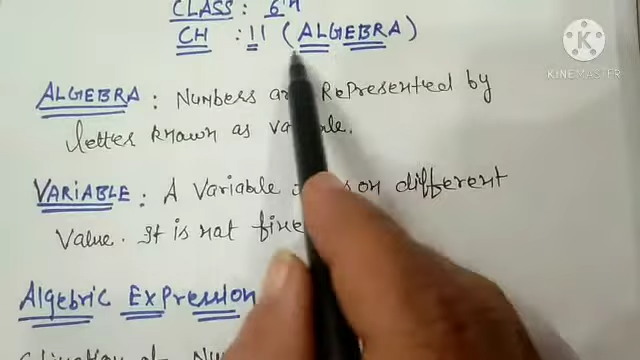 CLASS: 6th
CH : 11 (ALGEBRA)
KINEMASTER
ALGEBRA : Numbers are Represented by
letter known as variable.
VARIABLE : A Variable on different
Value. It is not fixe
Algebric Expression